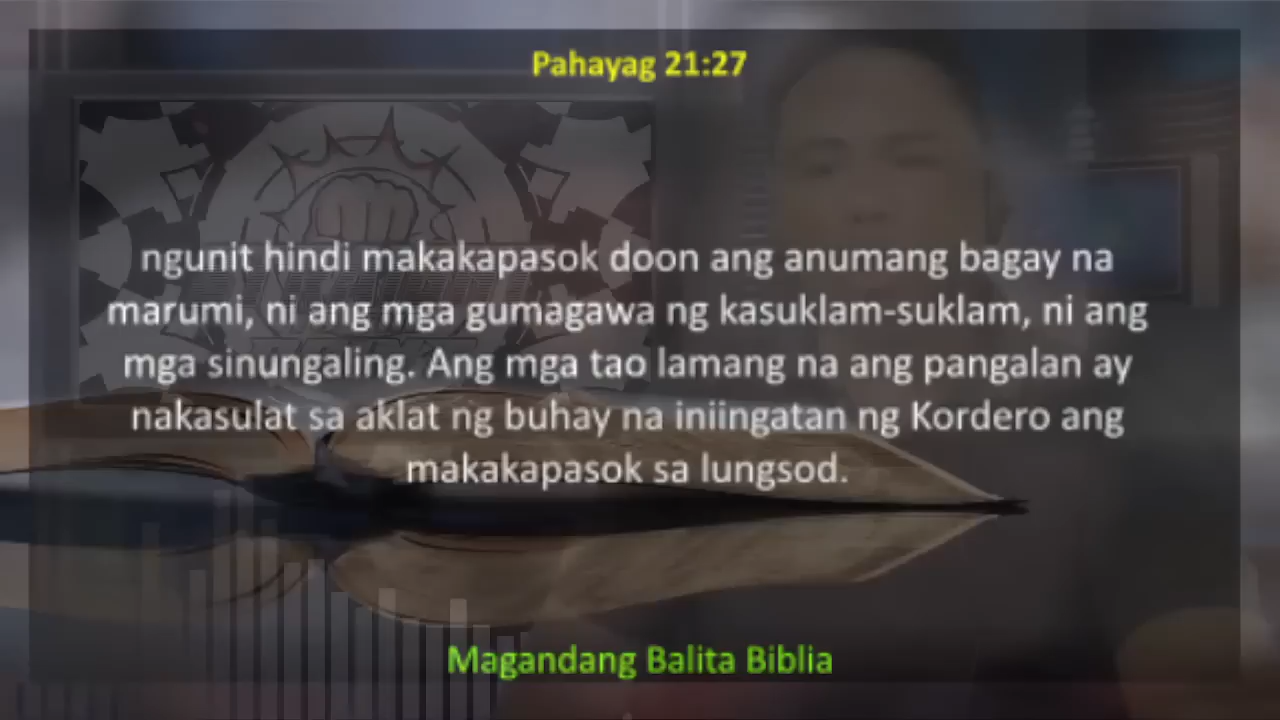 Pahayag 21:27
ngunit hindi makakapasok doon ang anumang bagay na
marumi, ni ang mga gumagawa ng kasuklam-suklam, ni ang
mga sinungaling. Ang mga tao lamang na ang pangalan ay
nakasulat sa aklat ng buhay na iniingatan ng Kordero ang
makakapasok sa lungsod.
Magandang Balita Biblia